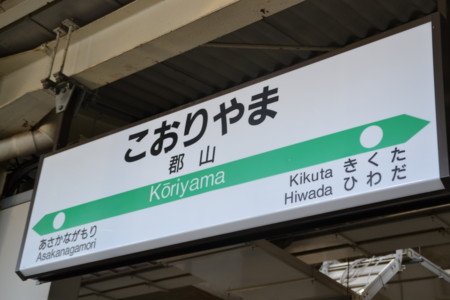 こおりやま
郡山
Kōriyama
あさかながもり
Asakanagamori
Kikuta きくた
Hiwada ひわだ